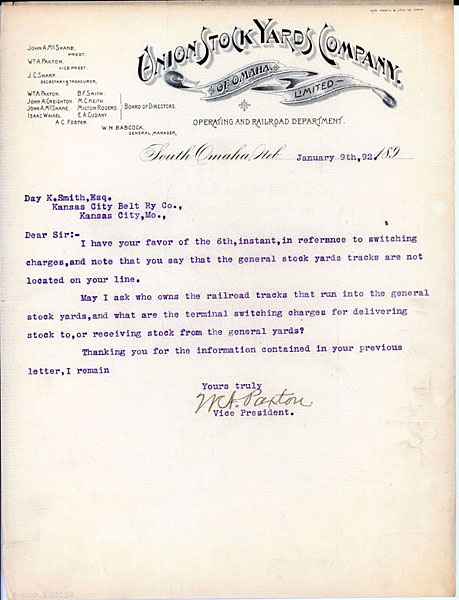 JOHN A. McSHANE,
PREST.
Wm A. PAXTON,
VICE PREST.
J. C. SHARP
SECRETARY & TREASURER,
Wm A. PAXTON. B. F. SMITH.
JOHN A. CREIGHTON. M. C. KEITH.
JOHN A. McSHANE. MILTON ROGERS.
ISAAC WAIXEL E. A. CUDAHY.
A. C. FOSTER.
BOARD OF DIRECTORS.
W. N. BABCOCK,
GENERAL MANAGER,
UNION STOCK YARDS COMPANY.
OF OMAHA,
LIMITED
OPERATING AND RAILROAD DEPARTMENT.
South Omaha, Neb. January 9th, 92, 189
Day K.Smith,Esq.
Kansas City Belt Ry Co.,
Kansas City,Mo.,
Dear Sir:-
I have your favor of the 6th,instant,in referance to switching
charges,and note that you say that the general stock yards tracks are not
located on your line.
May I ask who owns the railroad tracks that run into the general
stock yards,and what are the terminal switching charges for delivering
stock to,or receiving stock from the general yards?
Thanking you for the information contained in your previous
letter,I remain
Yours truly
W.A. Paxton
Vice President.